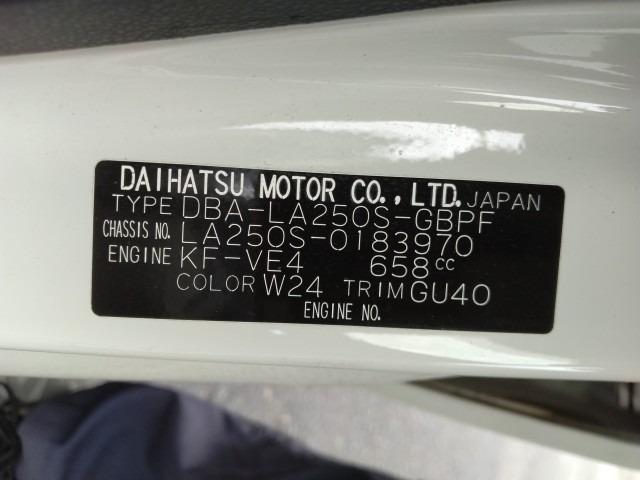 DAIHATSU MOTOR CO., LTD. JAPAN
TYPE DBA-LA250S-GBPF
CHASSIS NO. LA250S-0183970
ENGINE KF-VE4 658cc
COLOR W24 TRIM GU40
ENGINE NO.